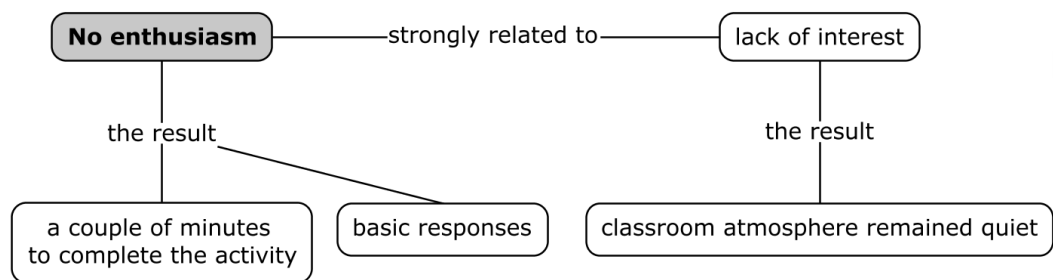 No enthusiasm
strongly related to
lack of interest
the result
the result
a couple of minutes
to complete the activity
basic responses
classroom atmosphere remained quiet